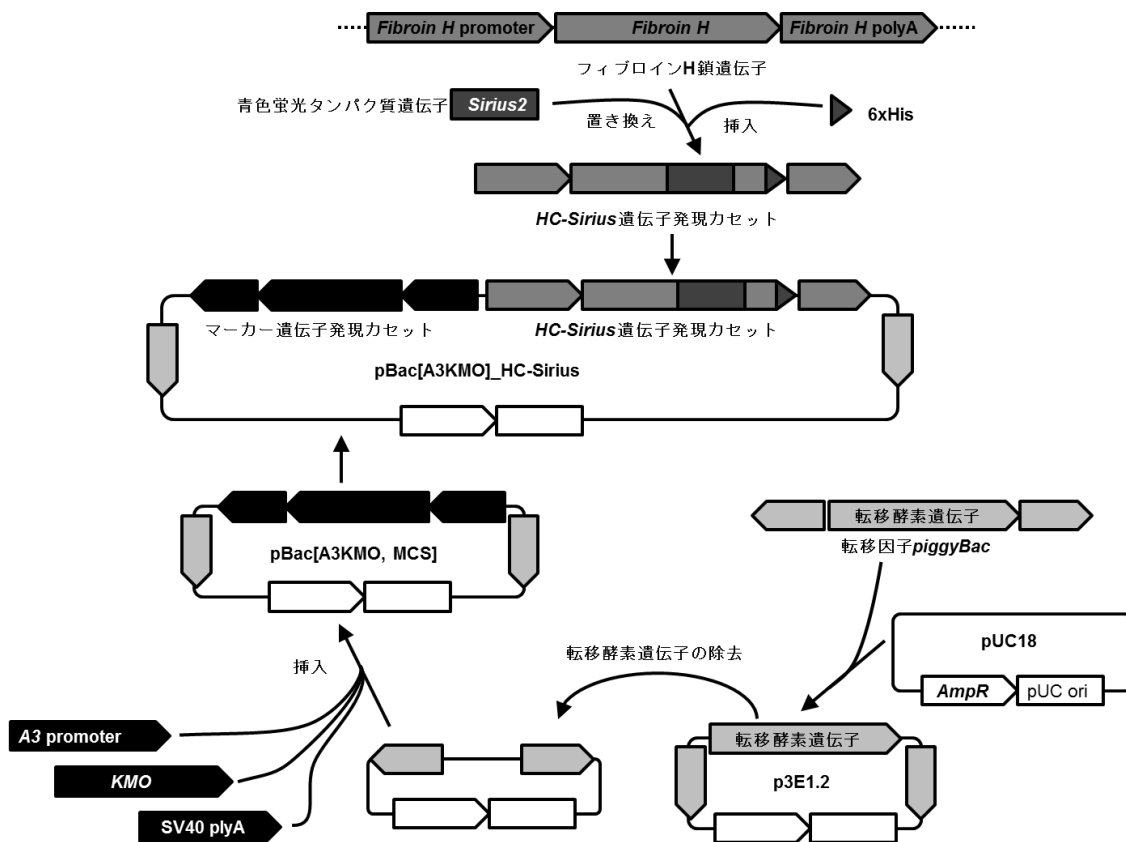 Fibroin H promoter
Fibroin H
Fibroin H polyA
フィブロインH鎖遺伝子
青色蛍光タンパク質遺伝子
Sirius2
置き換え
挿入
6xHis
HC-Sirius遺伝子発現カセット
マーカー遺伝子発現カセット
HC-Sirius遺伝子発現カセット
pBac[A3KMO]_HC-Sirius
pBac[A3KMO, MCS]
転移酵素遺伝子
転移因子piggyBac
pUC18
AmpR
pUC ori
挿入
転移酵素遺伝子の除去
A3 promoter
KMO
SV40 plyA
転移酵素遺伝子
p3E1.2